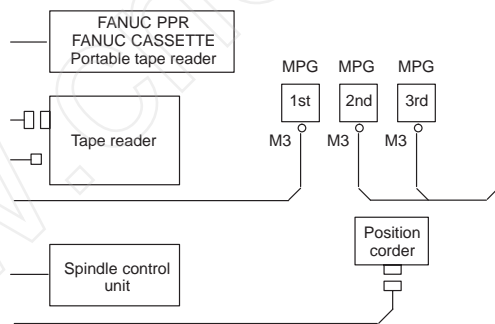 FANUC PPR
FANUC CASSETTE
Portable tape reader
MPG MPG MPG
1st 2nd 3rd
Tape reader
M3 M3 M3
Position
corder
Spindle control
unit